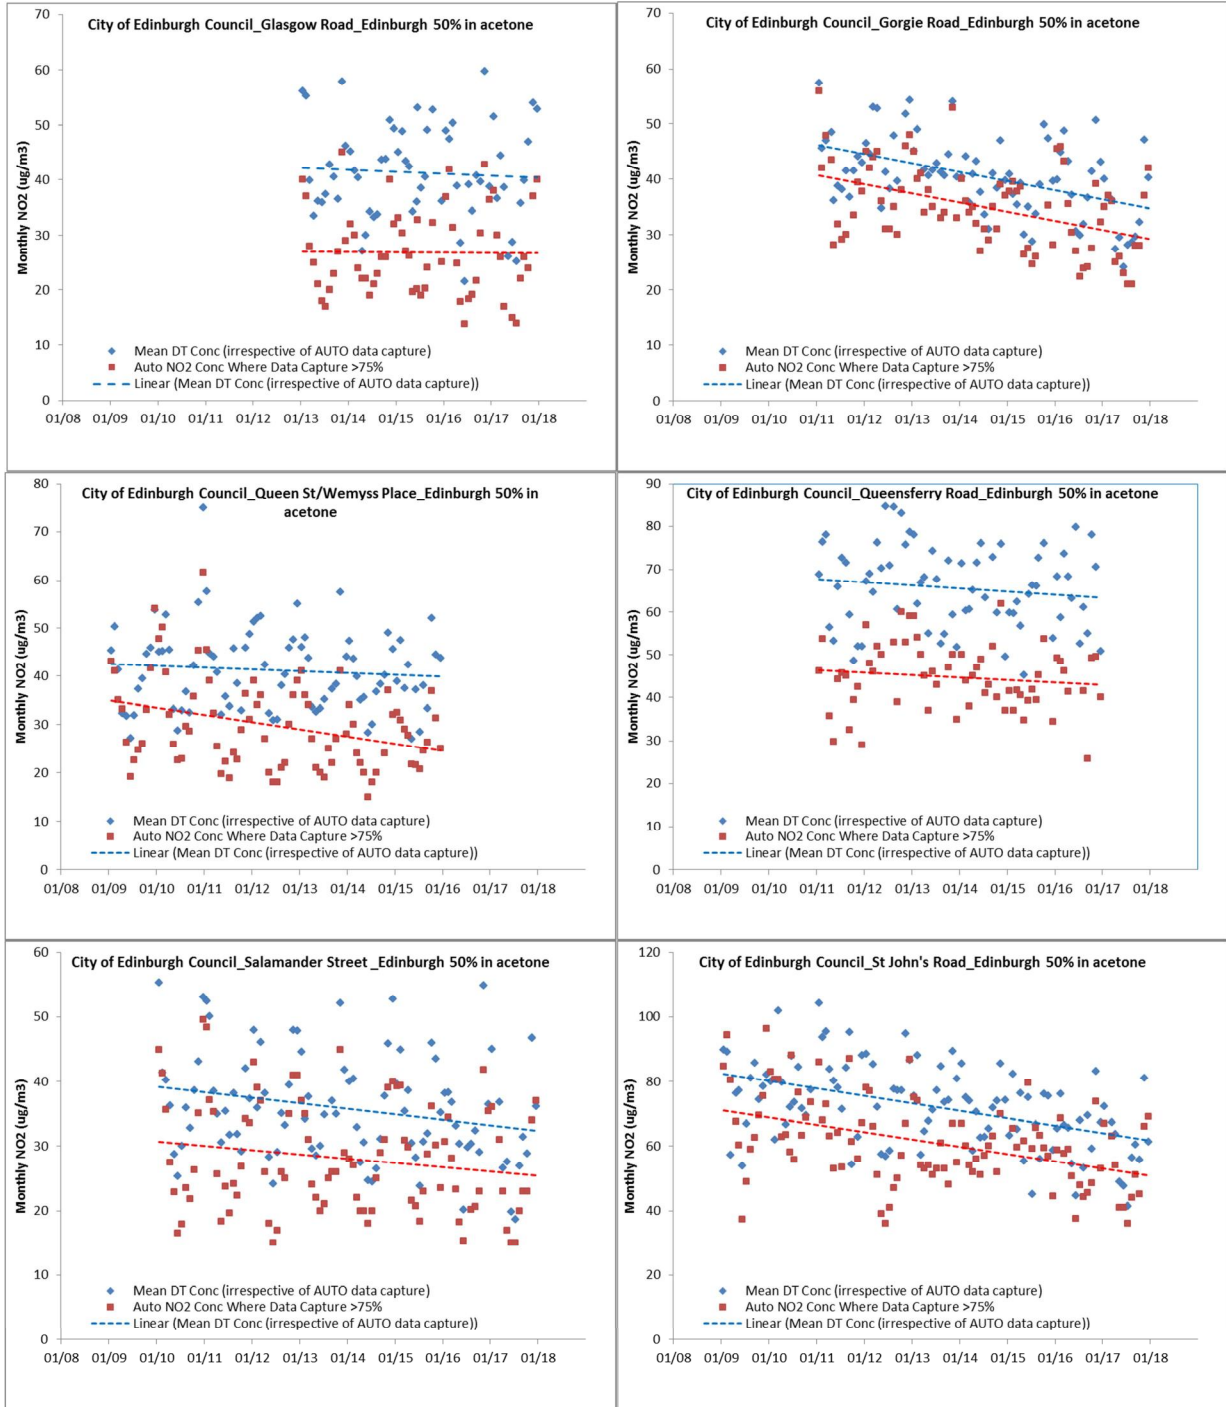 City of Edinburgh Council_Glasgow Road_Edinburgh 50% in acetone
70
60
50
40
30
20
10
0
Monthly NO2 (ug/m3)
Mean DT Conc (irrespective of AUTO data capture)
Auto NO2 Conc Where Data Capture >75%
Linear (Mean DT Conc (irrespective of AUTO data capture))
01/08 01/09 01/10 01/11 01/12 01/13 01/14 01/15 01/16 01/17 01/18
City of Edinburgh Council_Gorgie Road_Edinburgh 50% in acetone
70
60
50
40
30
20
10
0
Monthly NO2 (ug/m3)
Mean DT Conc (irrespective of AUTO data capture)
Auto NO2 Conc Where Data Capture >75%
Linear (Mean DT Conc (irrespective of AUTO data capture))
01/08 01/09 01/10 01/11 01/12 01/13 01/14 01/15 01/16 01/17 01/18
City of Edinburgh Council_Queen St/Wemyss Place_Edinburgh 50% in
acetone
80
70
60
50
40
30
20
10
0
Monthly NO2 (ug/m3)
Mean DT Conc (irrespective of AUTO data capture)
Auto NO2 Conc Where Data Capture >75%
Linear (Mean DT Conc (irrespective of AUTO data capture))
01/08 01/09 01/10 01/11 01/12 01/13 01/14 01/15 01/16 01/17 01/18
City of Edinburgh Council_Queensferry Road_Edinburgh 50% in acetone
90
80
70
60
50
40
30
20
10
0
Monthly NO2 (ug/m3)
Mean DT Conc (irrespective of AUTO data capture)
Auto NO2 Conc Where Data Capture >75%
Linear (Mean DT Conc (irrespective of AUTO data capture))
01/08 01/09 01/10 01/11 01/12 01/13 01/14 01/15 01/16 01/17 01/18
City of Edinburgh Council_Salamander Street _Edinburgh 50% in acetone
60
50
40
30
20
10
0
Monthly NO2 (ug/m3)
Mean DT Conc (irrespective of AUTO data capture)
Auto NO2 Conc Where Data Capture >75%
Linear (Mean DT Conc (irrespective of AUTO data capture))
01/08 01/09 01/10 01/11 01/12 01/13 01/14 01/15 01/16 01/17 01/18
City of Edinburgh Council_St John's Road_Edinburgh 50% in acetone
120
100
80
60
40
20
0
Monthly NO2 (ug/m3)
Mean DT Conc (irrespective of AUTO data capture)
Auto NO2 Conc Where Data Capture >75%
Linear (Mean DT Conc (irrespective of AUTO data capture))
01/08 01/09 01/10 01/11 01/12 01/13 01/14 01/15 01/16 01/17 01/18